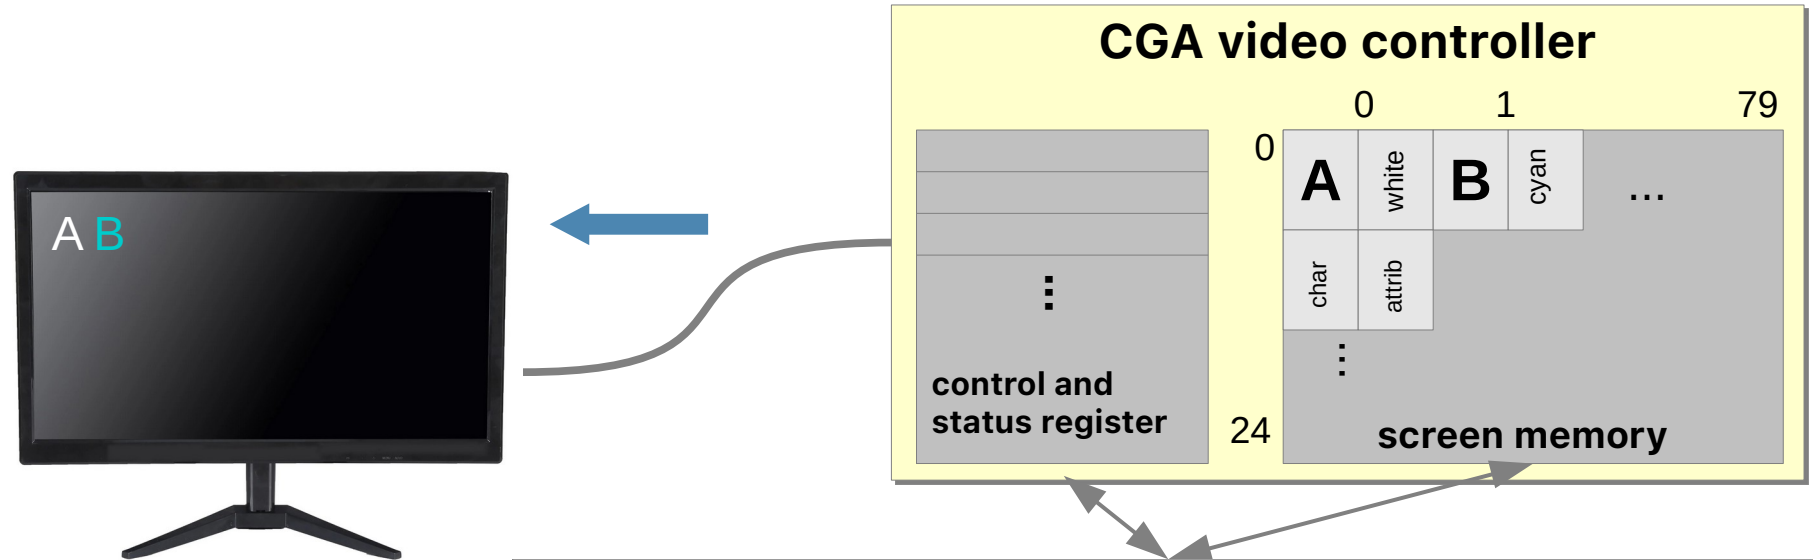 CGA video controller
0 1 79
0
A white B cyan ...
A B
char attrib
⋮
⋮
control and
status register
24
screen memory